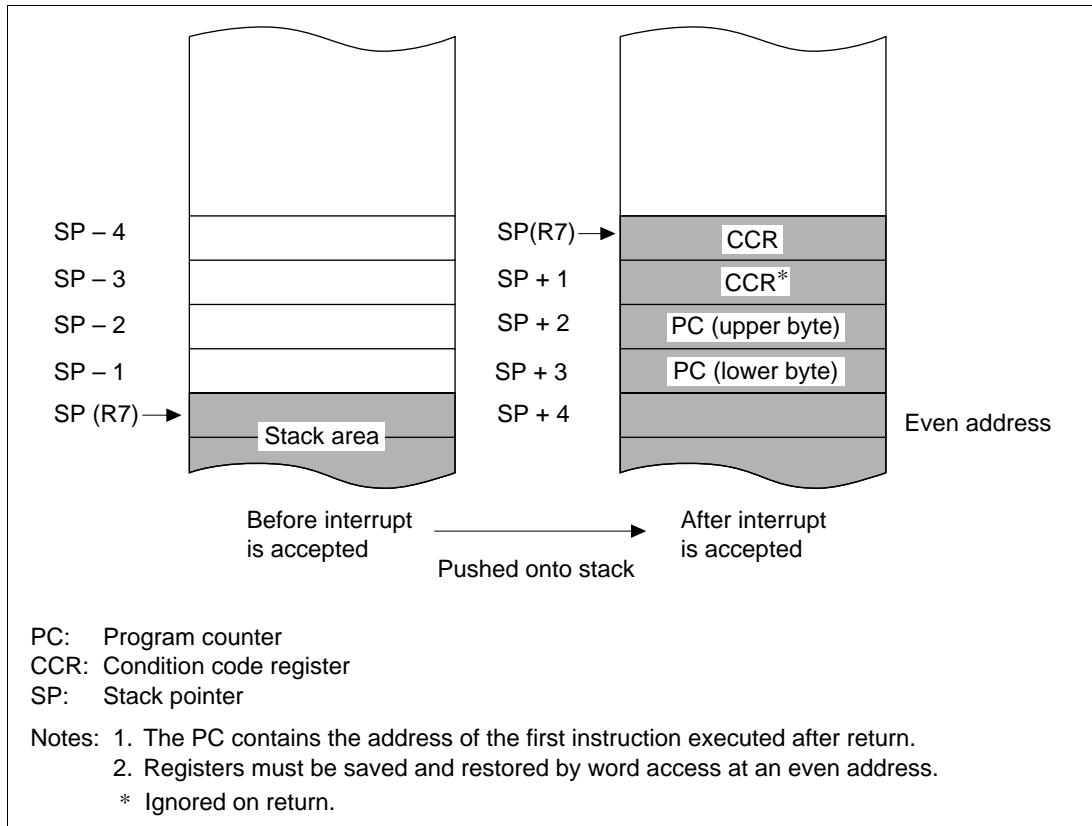 SP – 4
SP – 3
SP – 2
SP – 1
SP (R7)
Stack area
SP(R7)
SP + 1
SP + 2
SP + 3
SP + 4
CCR
CCR*
PC (upper byte)
PC (lower byte)
Even address
Before interrupt
is accepted
Pushed onto stack
After interrupt
is accepted
PC: Program counter
CCR: Condition code register
SP: Stack pointer
Notes: 1. The PC contains the address of the first instruction executed after return.
2. Registers must be saved and restored by word access at an even address.
* Ignored on return.